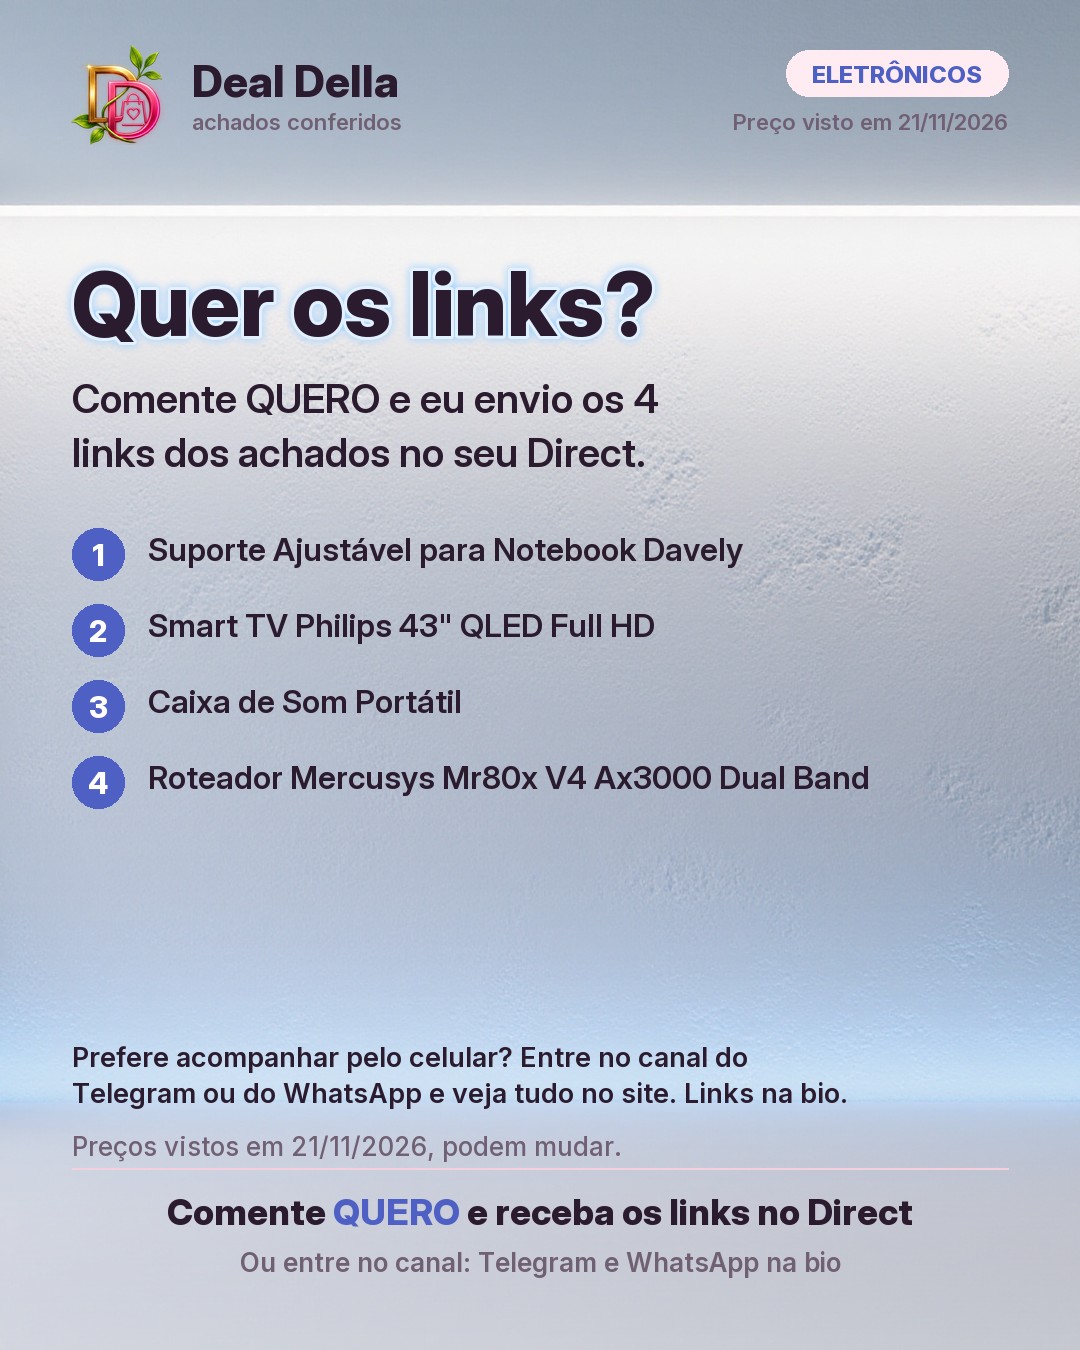 Deal Della
achados conferidos
ELETRÔNICOS
Preço visto em 21/11/2026
Quer os links?
Comente QUERO e eu envio os 4
links dos achados no seu Direct.
1 Suporte Ajustável para Notebook Davely
2 Smart TV Philips 43" QLED Full HD
3 Caixa de Som Portátil
4 Roteador Mercusys Mr80x V4 Ax3000 Dual Band
Prefere acompanhar pelo celular? Entre no canal do
Telegram ou do WhatsApp e veja tudo no site. Links na bio.
Preços vistos em 21/11/2026, podem mudar.
Comente QUERO e receba os links no Direct
Ou entre no canal: Telegram e WhatsApp na bio